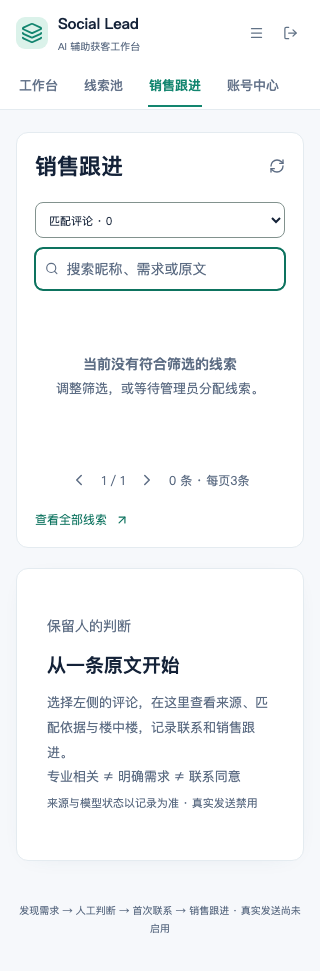 Social Lead
AI 辅助获客工作台
工作台 线索池 销售跟进 账号中心
销售跟进
匹配评论 · 0
搜索昵称、需求或原文
当前没有符合筛选的线索
调整筛选，或等待管理员分配线索。
1 / 1 0 条 · 每页3条
查看全部线索
保留人的判断
从一条原文开始
选择左侧的评论，在这里查看来源、匹
配依据与楼中楼，记录联系和销售跟
进。
专业相关 ≠ 明确需求 ≠ 联系同意
来源与模型状态以记录为准 · 真实发送禁用
发现需求 → 人工判断 → 首次联系 → 销售跟进 · 真实发送尚未
启用